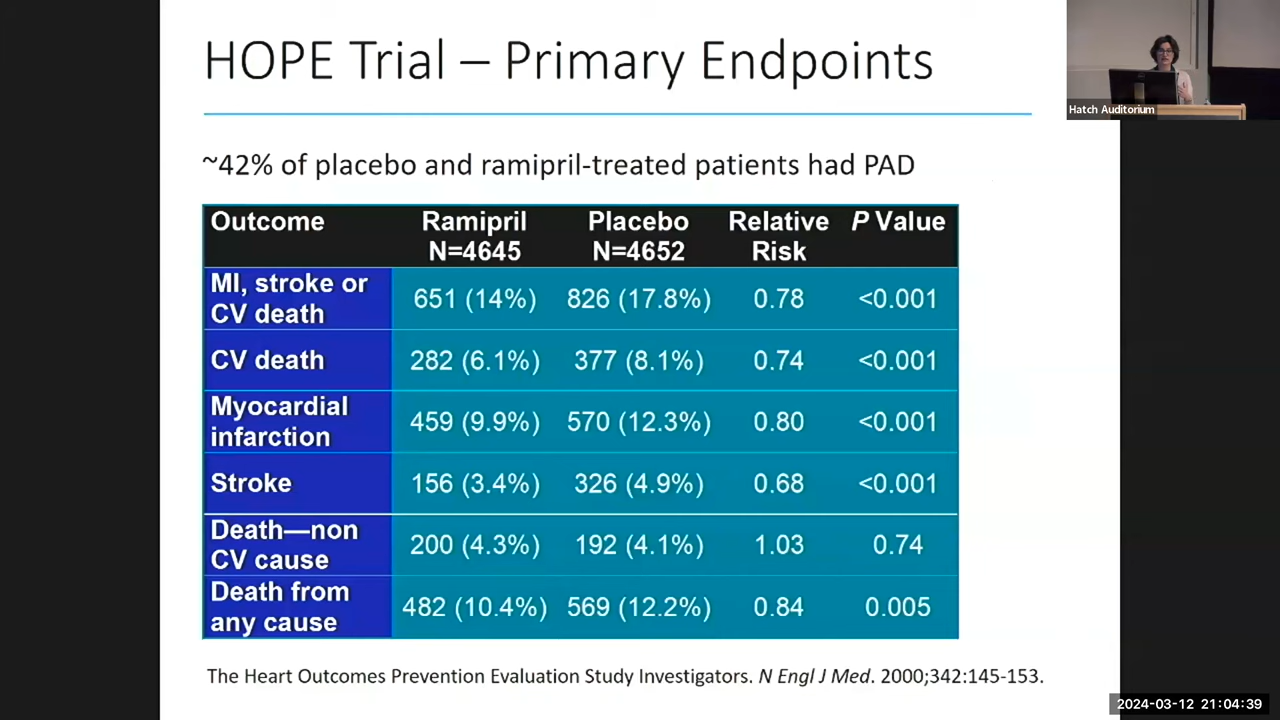 HOPE Trial – Primary Endpoints
Hatch Auditorium
~42% of placebo and ramipril-treated patients had PAD
Outcome Ramipril Placebo Relative P Value
N=4645 N=4652 Risk
MI, stroke or
CV death 651 (14%) 826 (17.8%) 0.78 <0.001
CV death 282 (6.1%) 377 (8.1%) 0.74 <0.001
Myocardial
infarction 459 (9.9%) 570 (12.3%) 0.80 <0.001
Stroke 156 (3.4%) 326 (4.9%) 0.68 <0.001
Death—non
CV cause 200 (4.3%) 192 (4.1%) 1.03 0.74
Death from
any cause 482 (10.4%) 569 (12.2%) 0.84 0.005
The Heart Outcomes Prevention Evaluation Study Investigators. N Engl J Med. 2000;342:145-153.
2024-03-12 21:04:39